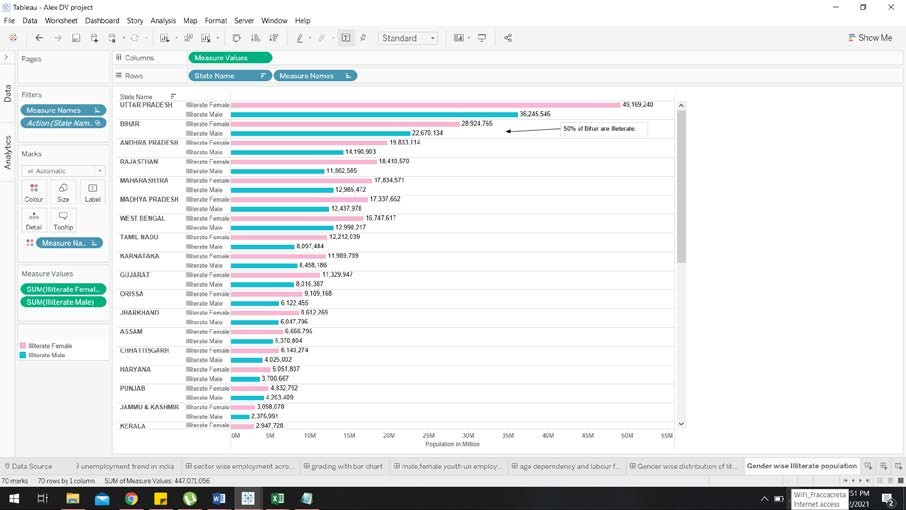 Tableau - Alex DV project
File Data Worksheet Dashboard Story Analysis Map Format Server Window Help
Standard
Show Me
Pages
Columns Measure Values
Rows State Name Measure Names
Data
Analytics
Filters
Measure Names
Action (State Nam..
Marks
Automatic
Colour Size Label
Detail Tooltip
Measure Na..
Measure Values
SUM(Illiterate Femal..
SUM(Illiterate Male)
Illiterate Female
Illiterate Male
State Name
UTTAR PRADESH Illiterate Female 49,169,240
Illiterate Male 36,245,546
BIHAR Illiterate Female 28,924,765
Illiterate Male 22,670,134
50% of Bihar are Illeterate.
ANDHRA PRADESH Illiterate Female 19,833,114
Illiterate Male 14,190,903
RAJASTHAN Illiterate Female 18,410,570
Illiterate Male 11,862,505
MAHARASHTRA Illiterate Female 17,834,571
Illiterate Male 12,985,472
MADHYA PRADESH Illiterate Female 17,337,662
Illiterate Male 12,437,978
WEST BENGAL Illiterate Female 16,747,617
Illiterate Male 12,998,217
TAMIL NADU Illiterate Female 12,212,039
Illiterate Male 8,097,484
KARNATAKA Illiterate Female 11,989,789
Illiterate Male 8,458,186
GUJARAT Illiterate Female 11,329,947
Illiterate Male 8,016,387
ORISSA Illiterate Female 9,109,168
Illiterate Male 6,122,455
JHARKHAND Illiterate Female 8,612,269
Illiterate Male 6,047,796
ASSAM Illiterate Female 6,666,796
Illiterate Male 5,370,804
CHHATTISGARH Illiterate Female 6,140,274
Illiterate Male 4,025,002
HARYANA Illiterate Female 5,051,807
Illiterate Male 3,700,667
PUNJAB Illiterate Female 4,832,752
Illiterate Male 4,263,409
JAMMU & KASHMIR Illiterate Female 3,098,078
Illiterate Male 2,375,991
KERALA Illiterate Female 2,947,728
0M 5M 10M 15M 20M 25M 30M 35M 40M 45M 50M 55M
Population in Million
Data Source unemployment trend in india sector wise employment acro... grading with bar chart male,female youth un employ... age depemdency and labour f... Gender wise distribution of lit... Gender wise Illiterate population
70 marks 70 rows by 1 column SUM of Measure Values: 447,071,056
WiFi_Fraccacreta
Internet access
:51 PM
/2021
2